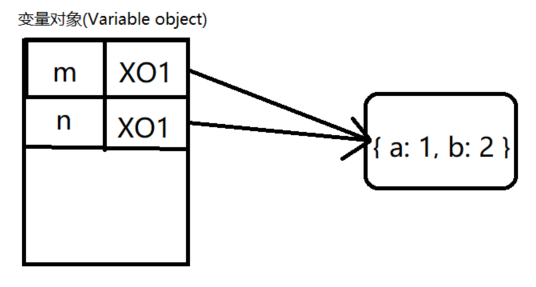 变量对象(Variable object)
m XO1
n XO1
{ a: 1, b: 2 }